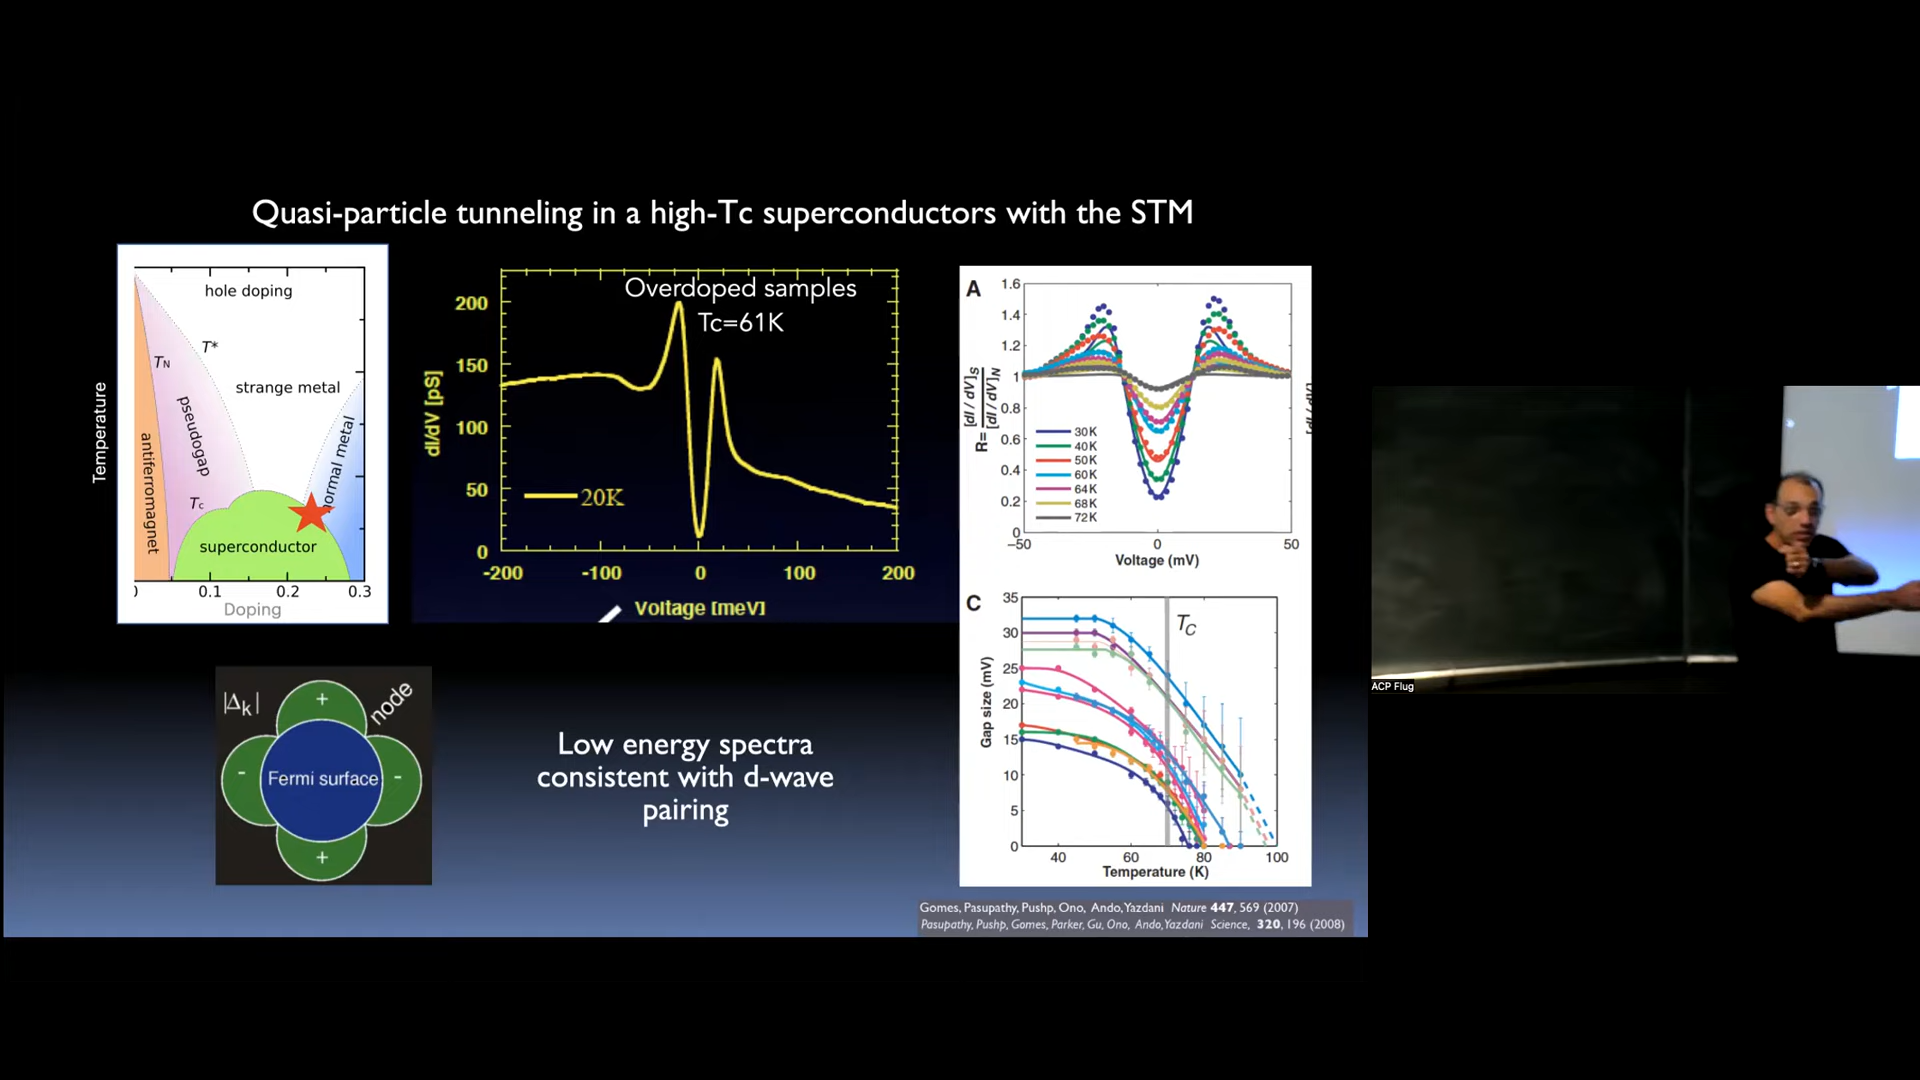 Quasi-particle tunneling in a high-Tc superconductors with the STM
Temperature
hole doping
T*
TN
strange metal
pseudogap
antiferromagnet
normal metal
Tc
superconductor
0 0.1 0.2 0.3
Doping
Overdoped samples
Tc=61K
dI/dV [pS]
200
150
100
50
0
20K
-200 -100 0 100 200
Voltage [meV]
A
R= [dI / dV]S / [dI / dV]N
1.6
1.4
1.2
1
0.8
0.6
0.4
0.2
0
30K
40K
50K
60K
64K
68K
72K
−50 0 50
Voltage (mV)
C
TC
Gap size (mV)
35
30
25
20
15
10
5
0
40 60 80 100
Temperature (K)
|Δk|
node
+
- Fermi surface -
+
Low energy spectra
consistent with d-wave
pairing
Gomes, Pasupathy, Pushp, Ono, Ando, Yazdani Nature 447, 569 (2007)
Pasupathy, Pushp, Gomes, Parker, Gu, Ono, Ando, Yazdani Science, 320, 196 (2008)
ACP Flug